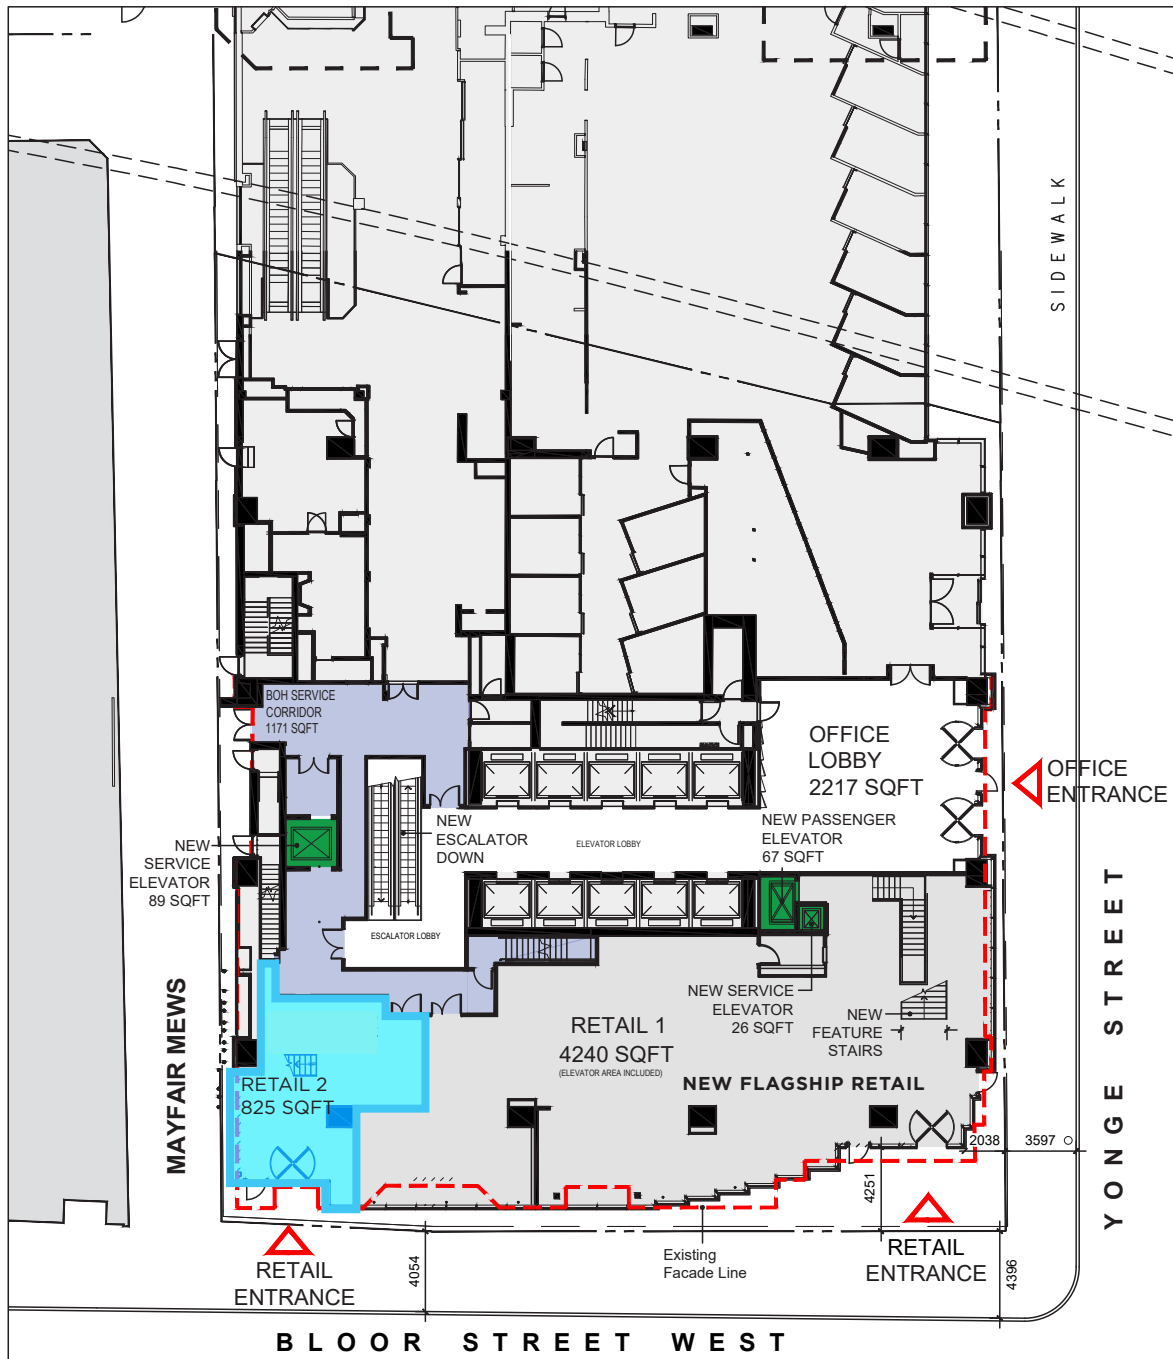 SIDEWALK
BOH SERVICE
CORRIDOR
1171 SQFT
OFFICE
LOBBY
2217 SQFT
OFFICE
ENTRANCE
NEW
ESCALATOR
DOWN
ELEVATOR LOBBY
NEW PASSENGER
ELEVATOR
67 SQFT
NEW
SERVICE
ELEVATOR
89 SQFT
ESCALATOR LOBBY
NEW SERVICE
ELEVATOR
26 SQFT
NEW
FEATURE
STAIRS
RETAIL 1
4240 SQFT
(ELEVATOR AREA INCLUDED)
NEW FLAGSHIP RETAIL
RETAIL 2
825 SQFT
MAYFAIR MEWS
YONGE STREET
2038
3597
4251
Existing
Facade Line
RETAIL
ENTRANCE
RETAIL
ENTRANCE
4054
4396
BLOOR STREET WEST